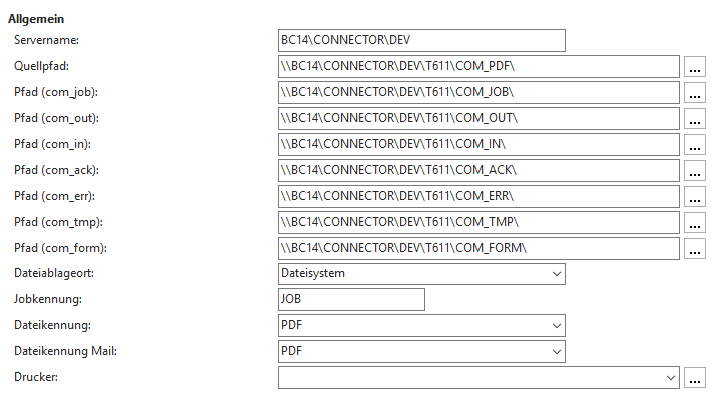 Allgemein
Servername: BC14\CONNECTOR\DEV
Quellpfad: \\BC14\CONNECTOR\DEV\T611\COM_PDF\ ...
Pfad (com_job): \\BC14\CONNECTOR\DEV\T611\COM_JOB\ ...
Pfad (com_out): \\BC14\CONNECTOR\DEV\T611\COM_OUT\ ...
Pfad (com_in): \\BC14\CONNECTOR\DEV\T611\COM_IN\ ...
Pfad (com_ack): \\BC14\CONNECTOR\DEV\T611\COM_ACK\ ...
Pfad (com_err): \\BC14\CONNECTOR\DEV\T611\COM_ERR\ ...
Pfad (com_tmp): \\BC14\CONNECTOR\DEV\T611\COM_TMP\ ...
Pfad (com_form): \\BC14\CONNECTOR\DEV\T611\COM_FORM\ ...
Dateiablageort: Dateisystem
Jobkennung: JOB
Dateikennung: PDF
Dateikennung Mail: PDF
Drucker: ...